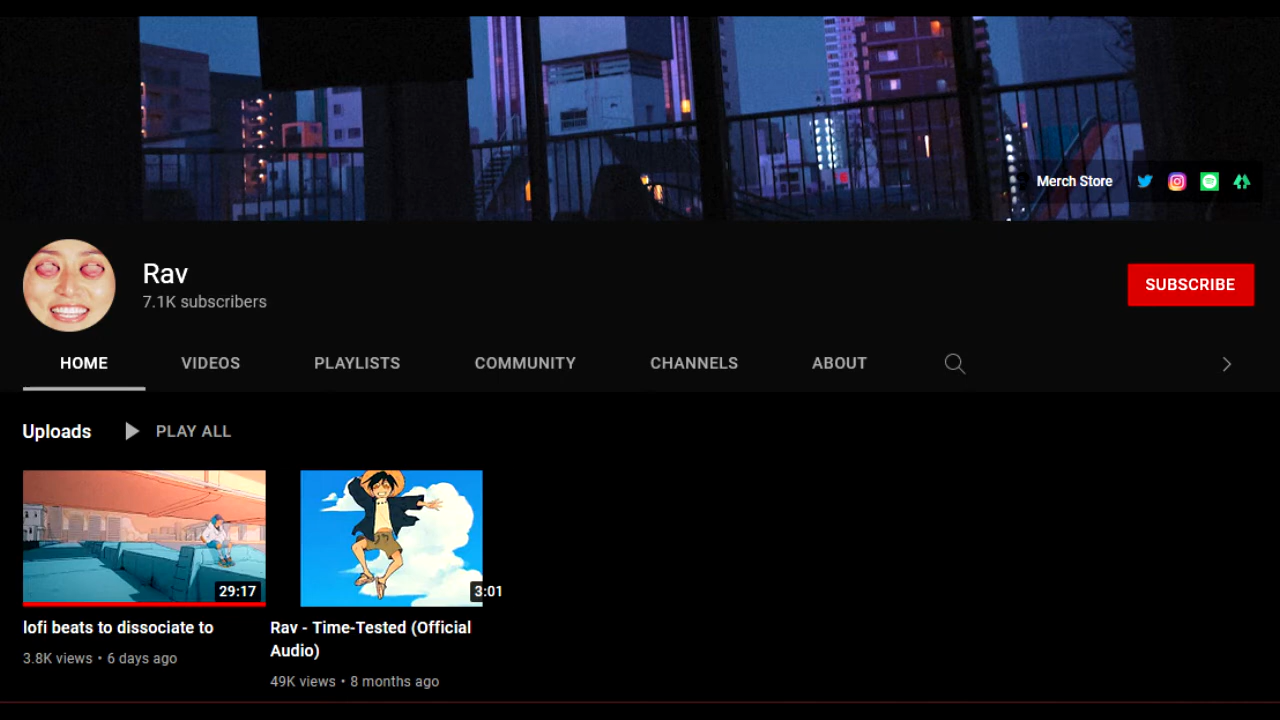 Merch Store
Rav
7.1K subscribers
SUBSCRIBE
HOME VIDEOS PLAYLISTS COMMUNITY CHANNELS ABOUT
Uploads PLAY ALL
29:17
3:01
lofi beats to dissociate to
3.8K views • 6 days ago
Rav - Time-Tested (Official
Audio)
49K views • 8 months ago